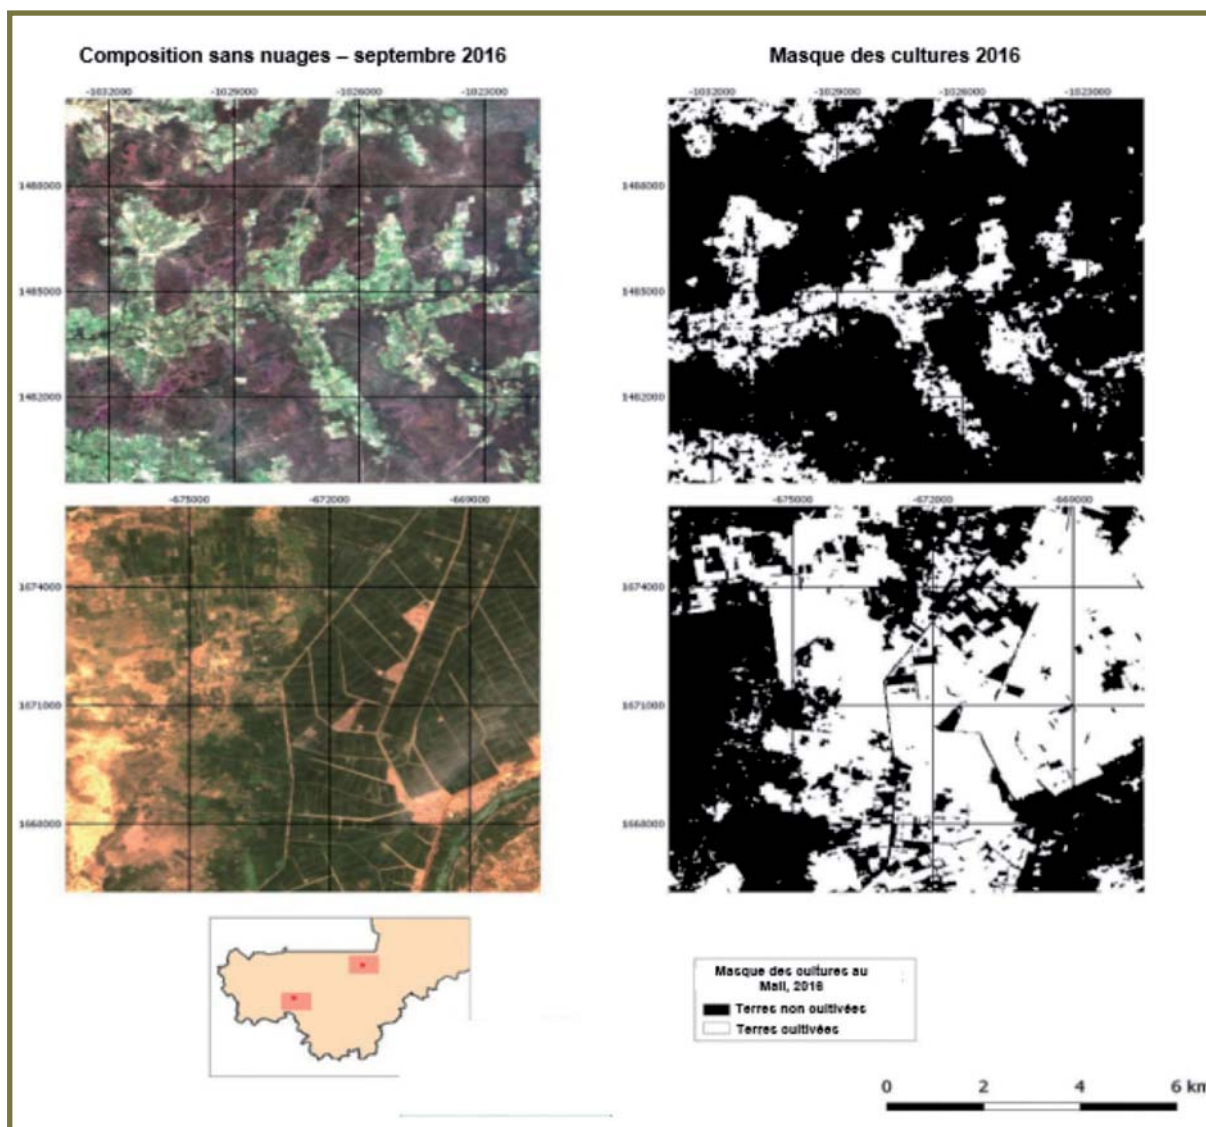 Composition sans nuages – septembre 2016
Masque des cultures 2016
-1032000 -1029000 -1026000 -1023000
-1032000 -1029000 -1026000 -1023000
1488000
1485000
1482000
1488000
1485000
1482000
-675000 -672000 -669000
-675000 -672000 -669000
1674000
1671000
1668000
1674000
1671000
1668000
Masque des cultures au
Mali, 2016
Terres non cultivées
Terres cultivées
0 2 4 6 km